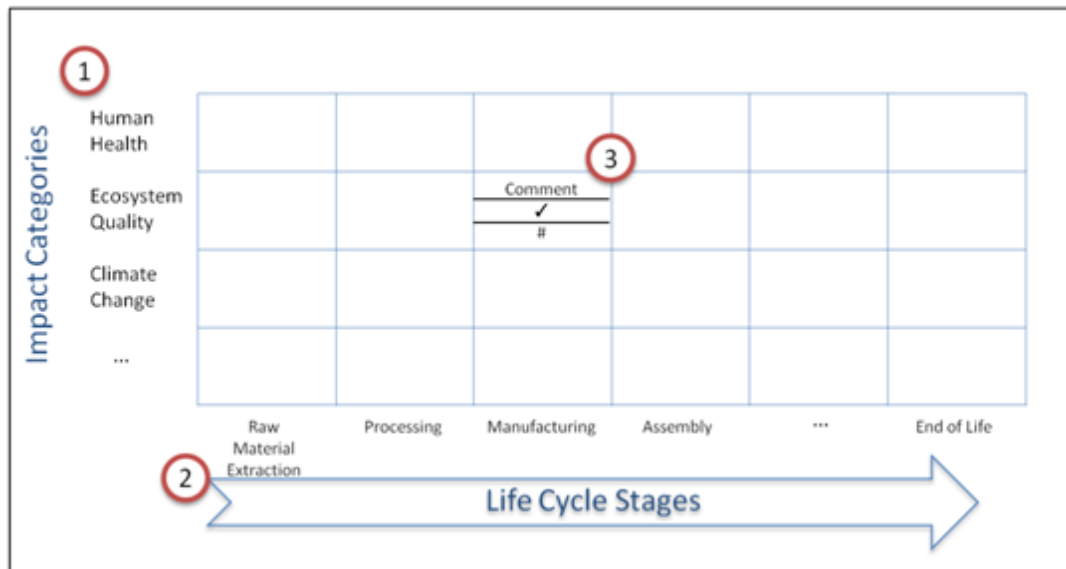 1
Impact Categories
Human
Health
3
Ecosystem
Quality
Comment
✓
#
Climate
Change
...
Raw
Material
Extraction
Processing
Manufacturing
Assembly
...
End of Life
2
Life Cycle Stages